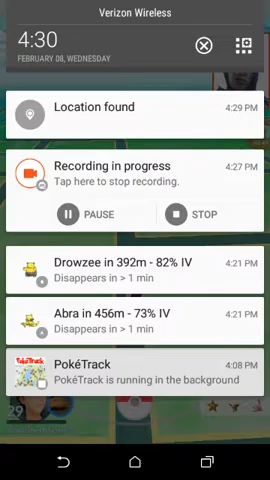 Verizon Wireless
4:30
FEBRUARY 08, WEDNESDAY
Location found
4:29 PM
Recording in progress
4:27 PM
Tap here to stop recording.
PAUSE
STOP
Drowzee in 392m - 82% IV
4:21 PM
Disappears in > 1 min
Abra in 456m - 73% IV
4:21 PM
Disappears in > 1 min
PokéTrack
PokéTrack
4:08 PM
PokéTrack is running in the background
29